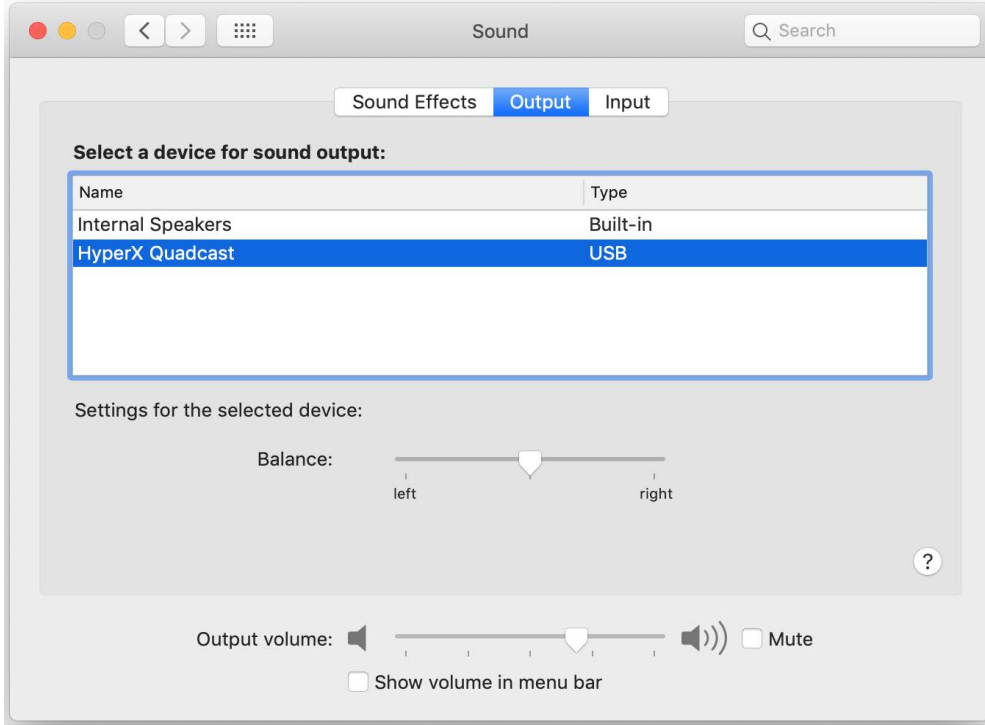 Sound
Search
Sound Effects Output Input
Select a device for sound output:
Name Type
Internal Speakers Built-in
HyperX Quadcast USB
Settings for the selected device:
Balance:
left right
?
Output volume: Mute
Show volume in menu bar